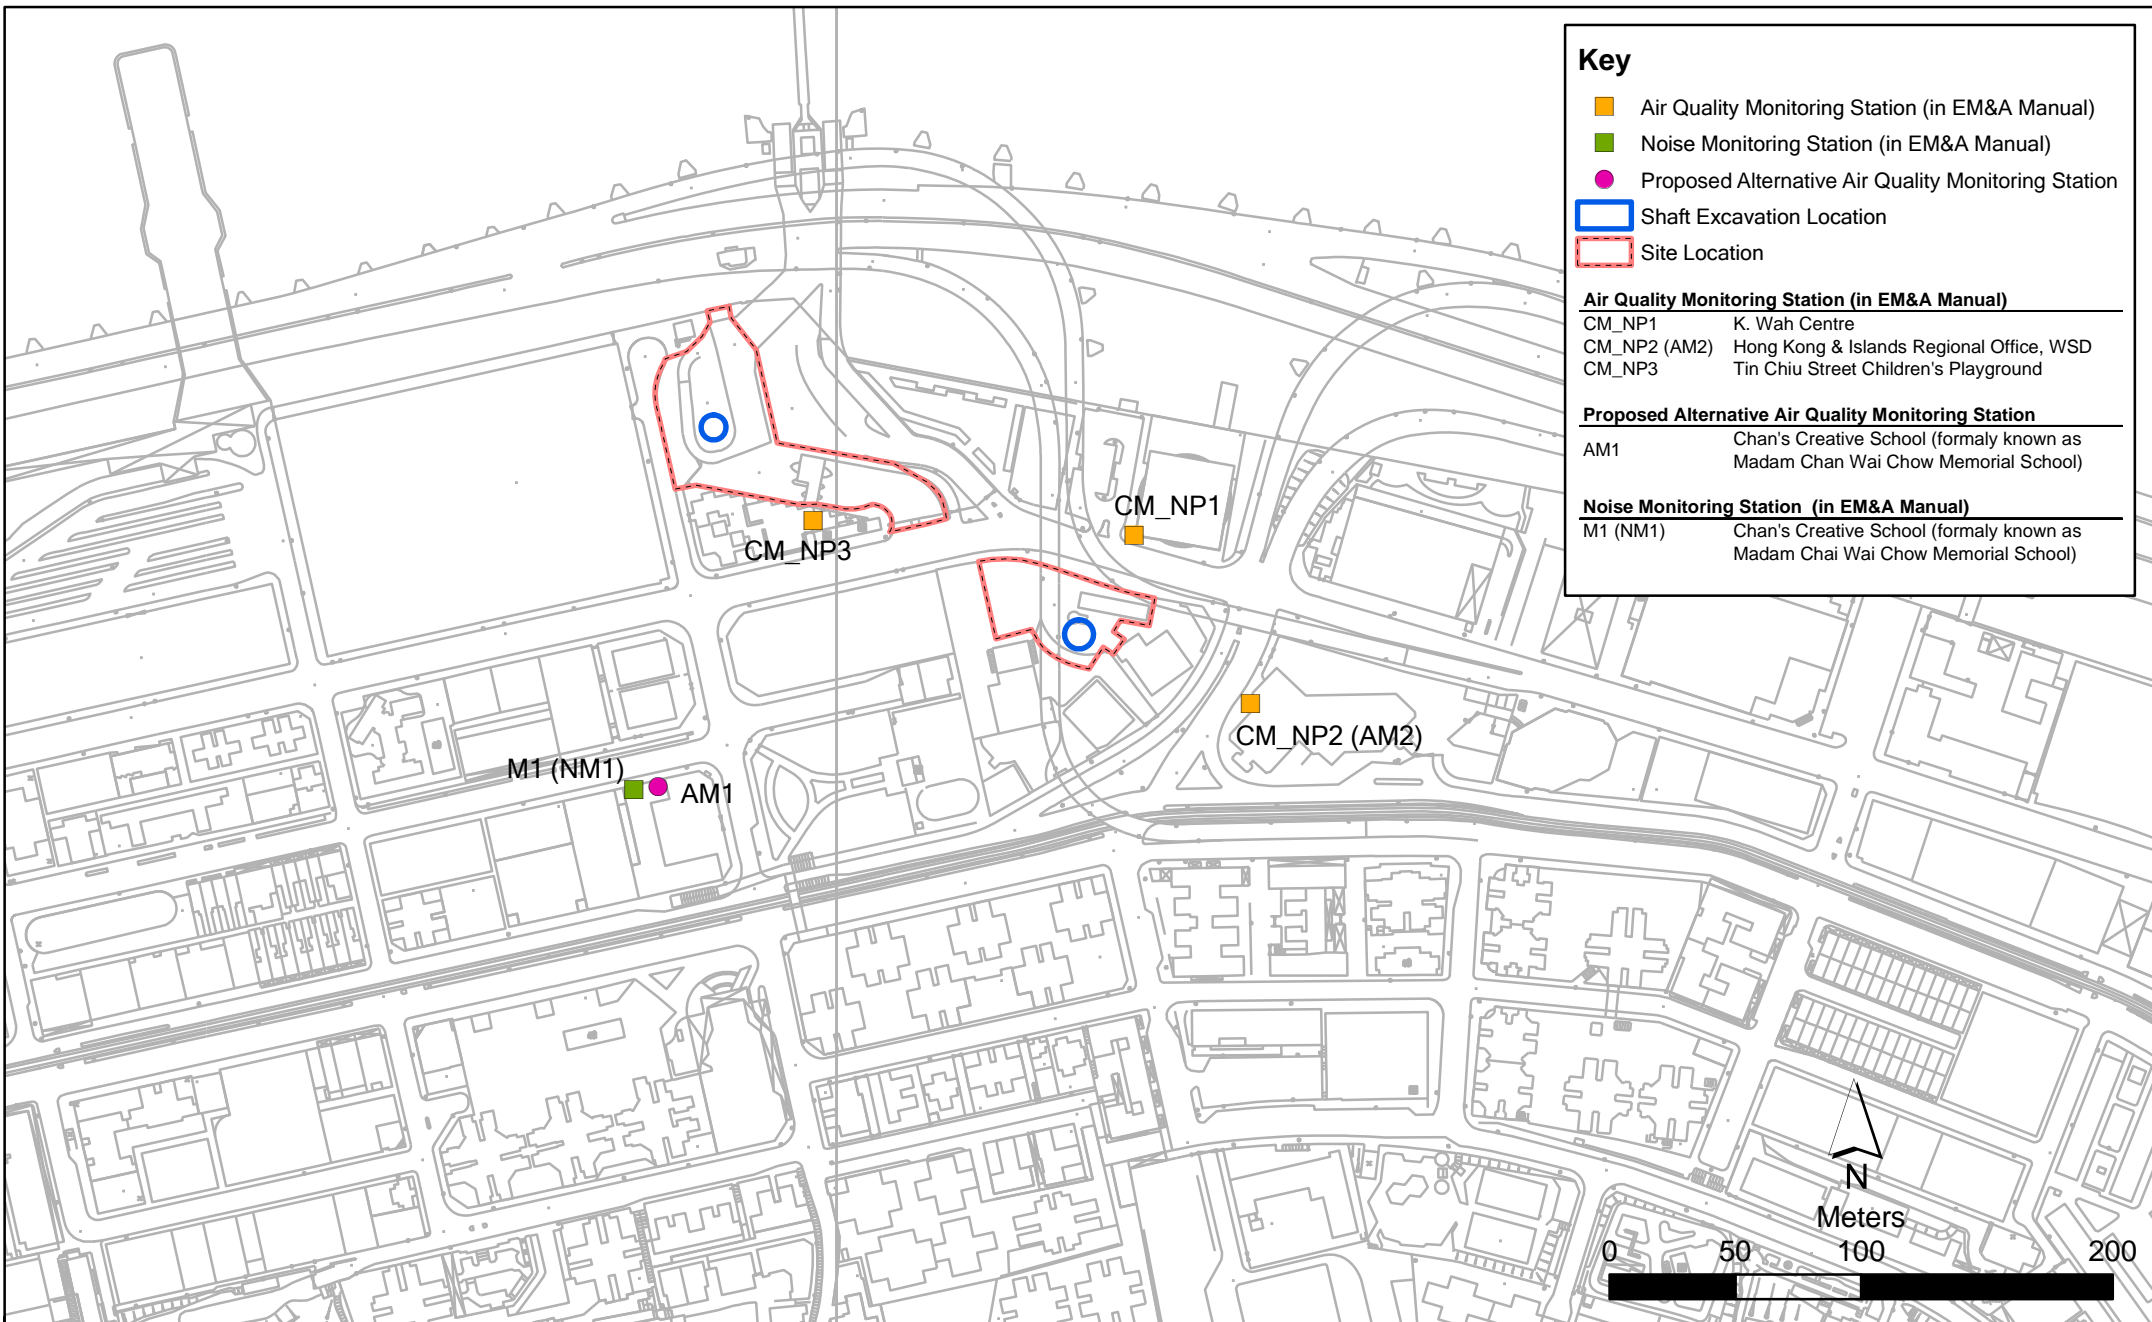 Key
Air Quality Monitoring Station (in EM&A Manual)
Noise Monitoring Station (in EM&A Manual)
Proposed Alternative Air Quality Monitoring Station
Shaft Excavation Location
Site Location
Air Quality Monitoring Station (in EM&A Manual)
CM_NP1 K. Wah Centre
CM_NP2 (AM2) Hong Kong & Islands Regional Office, WSD
CM_NP3 Tin Chiu Street Children's Playground
Proposed Alternative Air Quality Monitoring Station
AM1 Chan's Creative School (formaly known as
Madam Chan Wai Chow Memorial School)
Noise Monitoring Station (in EM&A Manual)
M1 (NM1) Chan's Creative School (formaly known as
Madam Chai Wai Chow Memorial School)
CM_NP1
CM_NP3
CM_NP2 (AM2)
M1 (NM1)
AM1
N
Meters
0 50 100 200